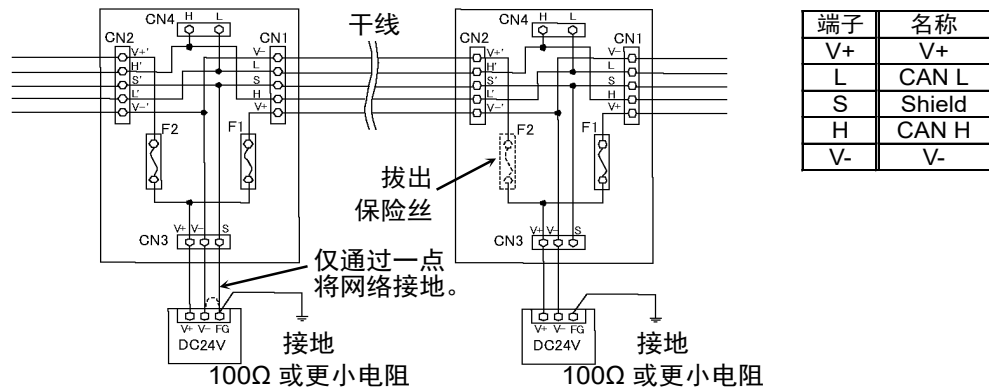 CN4
H L
CN2
CN1
V+'
H'
S'
L'
V-'
V-
L
S
H
V+
F2
F1
V+ V- S
CN3
V+ V- FG
DC24V
干线
仅通过一点
将网络接地。
接地
100Ω 或更小电阻
CN4
H L
CN2
CN1
V+'
H'
S'
L'
V-'
V-
L
S
H
V+
F2
F1
拔出
保险丝
V+ V- S
CN3
V+ V- FG
DC24V
接地
100Ω 或更小电阻
端子 名称
V+ V+
L CAN L
S Shield
H CAN H
V- V-